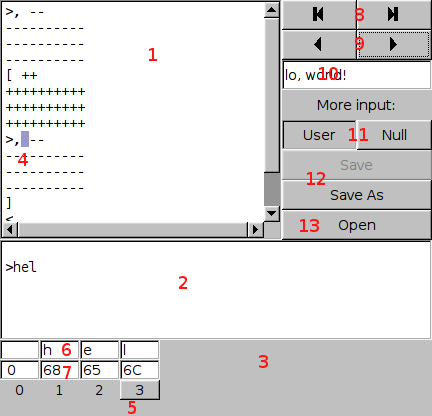 >, --
----------
----------
----------
[ ++
++++++++++
++++++++++
++++++++++
>, --
----------
----------
----------
]
<
1
4
8
9
lo, world!
10
More input:
User 11 Null
Save
12
Save As
13 Open
>hel
2
h 6 e l
0 68 65 6C
7
3
0 1 2 3
5